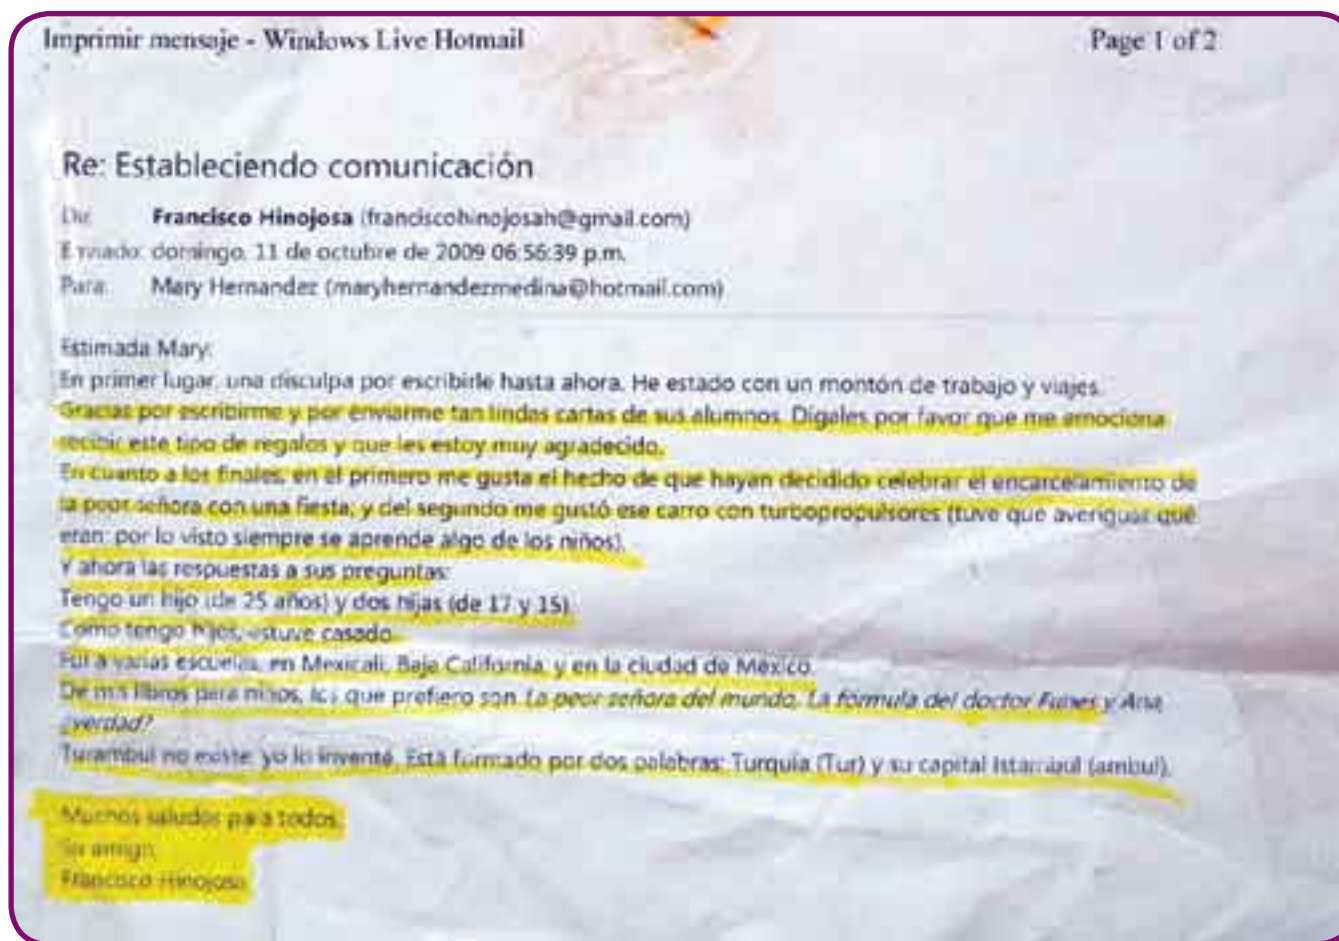 Imprimir mensaje - Windows Live Hotmail Page 1 of 2
Re: Estableciendo comunicación
De: Francisco Hinojosa (franciscohinojosah@gmail.com)
Enviado: domingo, 11 de octubre de 2009 06:56:39 p.m.
Para: Mary Hernandez (maryhernandezmedina@hotmail.com)
Estimada Mary:
En primer lugar, una disculpa por escribirle hasta ahora. He estado con un montón de trabajo y viajes.
Gracias por escribirme y por enviarme tan lindas cartas de sus alumnos. Dígales por favor que me emociona
recibir este tipo de regalos y que les estoy muy agradecido.
En cuanto a los finales, en el primero me gusta el hecho de que hayan decidido celebrar el encarcelamiento de
la peor señora con una fiesta, y del segundo me gustó ese carro con turbopropulsores (tuve que averiguar qué
eran: por lo visto siempre se aprende algo de los niños).
Y ahora las respuestas a sus preguntas:
Tengo un hijo (de 25 años) y dos hijas (de 17 y 15).
Como tengo hijos, estuve casado.
Fui a varias escuelas, en Mexicali, Baja California, y en la ciudad de México.
De mis libros para niños, los que prefiero son La peor señora del mundo, La fórmula del doctor Funes y Ana
¿verdad?
Turambul no existe, yo lo inventé. Está formado por dos palabras: Turquía (Tur) y su capital Istambul (ambul).
Muchos saludos para todos,
Su amigo,
Francisco Hinojosa